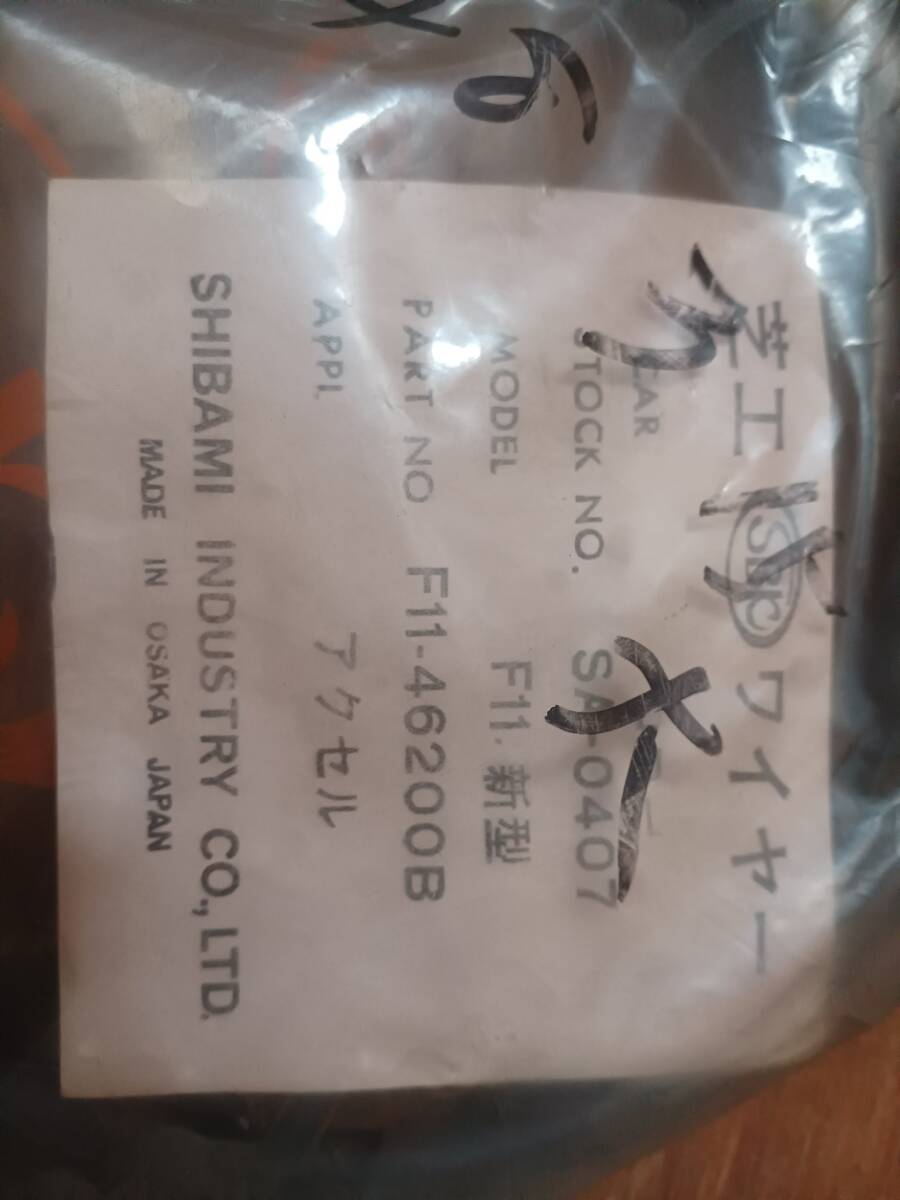 芝工 SBP ワイヤー
STOCK NO. SA-0407
MODEL F11.新型
PART NO F11-46200B
APPL アクセル
SHIBAMI INDUSTRY CO.,LTD.
MADE IN OSAKA JAPAN